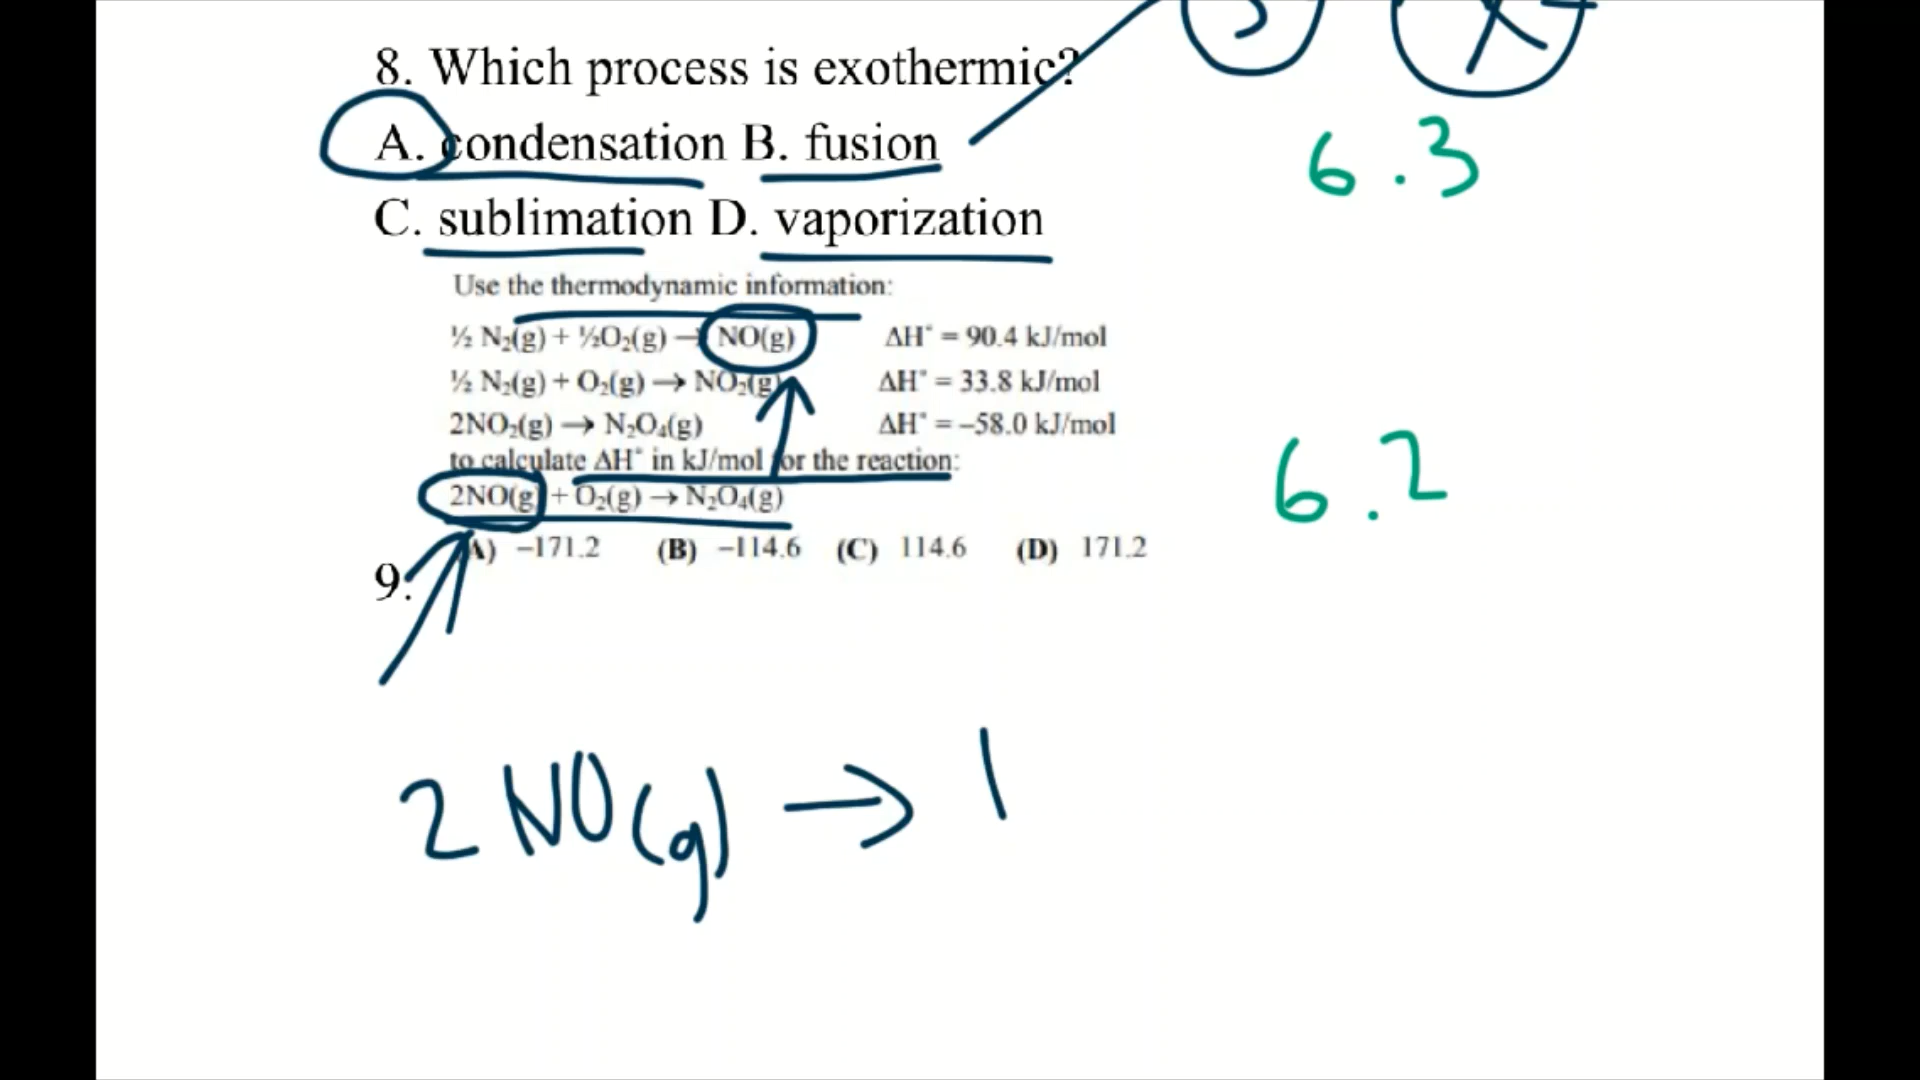 8. Which process is exothermic?
A. condensation B. fusion
6.3
C. sublimation D. vaporization
Use the thermodynamic information:
½ N₂(g) + ½O₂(g) → NO(g) ΔH° = 90.4 kJ/mol
½ N₂(g) + O₂(g) → NO₂(g) ΔH° = 33.8 kJ/mol
2NO₂(g) → N₂O₄(g) ΔH° = –58.0 kJ/mol
to calculate ΔH° in kJ/mol for the reaction:
2NO(g) + O₂(g) → N₂O₄(g)
6.2
(A) –171.2 (B) –114.6 (C) 114.6 (D) 171.2
9.
2NO(g) →